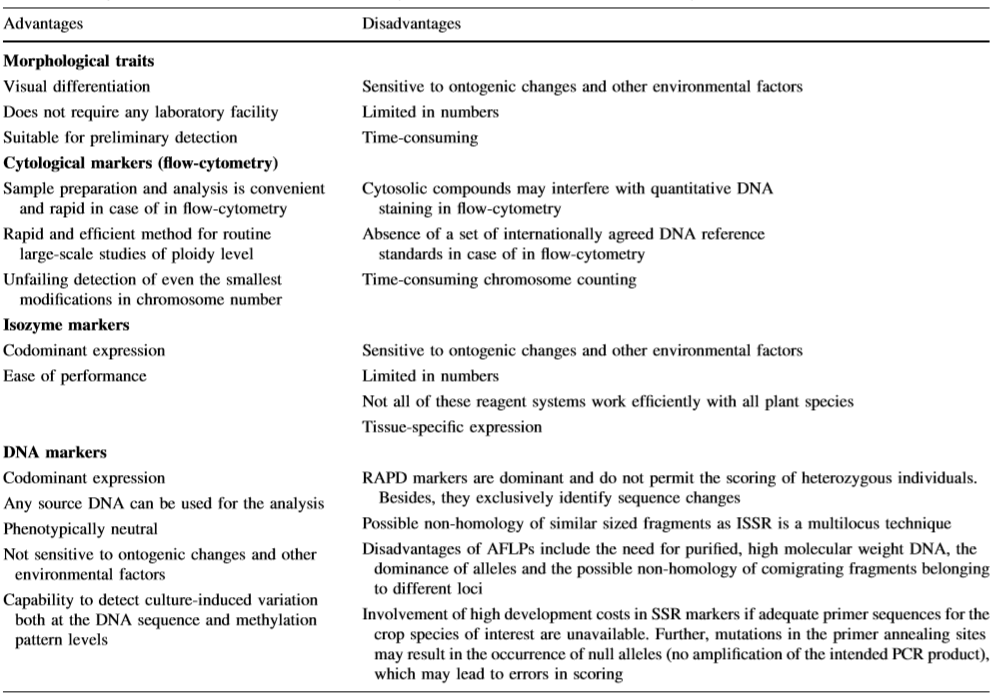 Advantages Disadvantages
Morphological traits
Visual differentiation Sensitive to ontogenic changes and other environmental factors
Does not require any laboratory facility Limited in numbers
Suitable for preliminary detection Time-consuming
Cytological markers (flow-cytometry)
Sample preparation and analysis is convenient
and rapid in case of in flow-cytometry
Cytosolic compounds may interfere with quantitative DNA
staining in flow-cytometry
Rapid and efficient method for routine
large-scale studies of ploidy level
Absence of a set of internationally agreed DNA reference
standards in case of in flow-cytometry
Unfailing detection of even the smallest
modifications in chromosome number
Time-consuming chromosome counting
Isozyme markers
Codominant expression Sensitive to ontogenic changes and other environmental factors
Ease of performance Limited in numbers
Not all of these reagent systems work efficiently with all plant species
Tissue-specific expression
DNA markers
Codominant expression
Any source DNA can be used for the analysis
Phenotypically neutral
Not sensitive to ontogenic changes and other
environmental factors
Capability to detect culture-induced variation
both at the DNA sequence and methylation
pattern levels
RAPD markers are dominant and do not permit the scoring of heterozygous individuals.
Besides, they exclusively identify sequence changes
Possible non-homology of similar sized fragments as ISSR is a multilocus technique
Disadvantages of AFLPs include the need for purified, high molecular weight DNA, the
dominance of alleles and the possible non-homology of comigrating fragments belonging
to different loci
Involvement of high development costs in SSR markers if adequate primer sequences for the
crop species of interest are unavailable. Further, mutations in the primer annealing sites
may result in the occurrence of null alleles (no amplification of the intended PCR product),
which may lead to errors in scoring